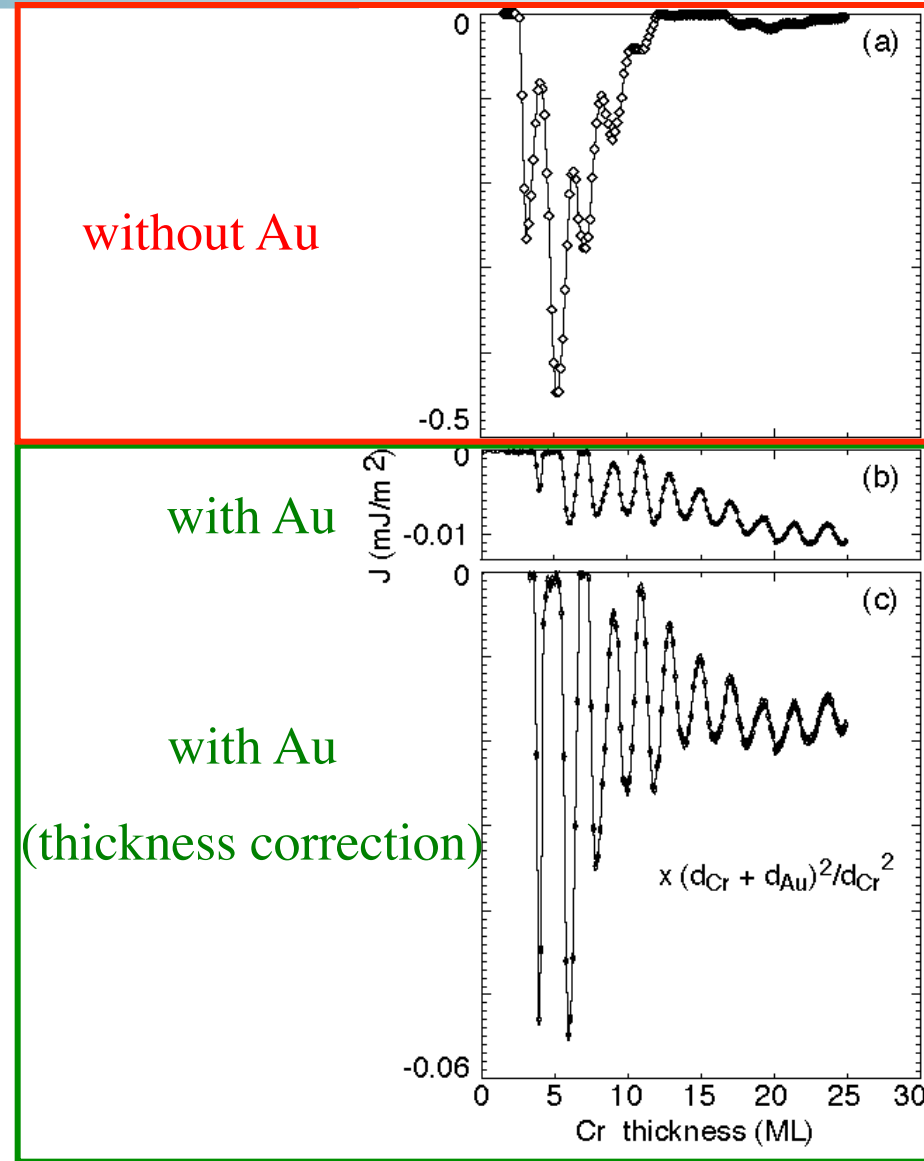 0
(a)
without Au
-0.5
0
(b)
with Au
-0.01
J (mJ/m 2)
0
(c)
with Au
(thickness correction)
x (dCr + dAu)2/dCr2
-0.06
0 5 10 15 20 25 30
Cr thickness (ML)